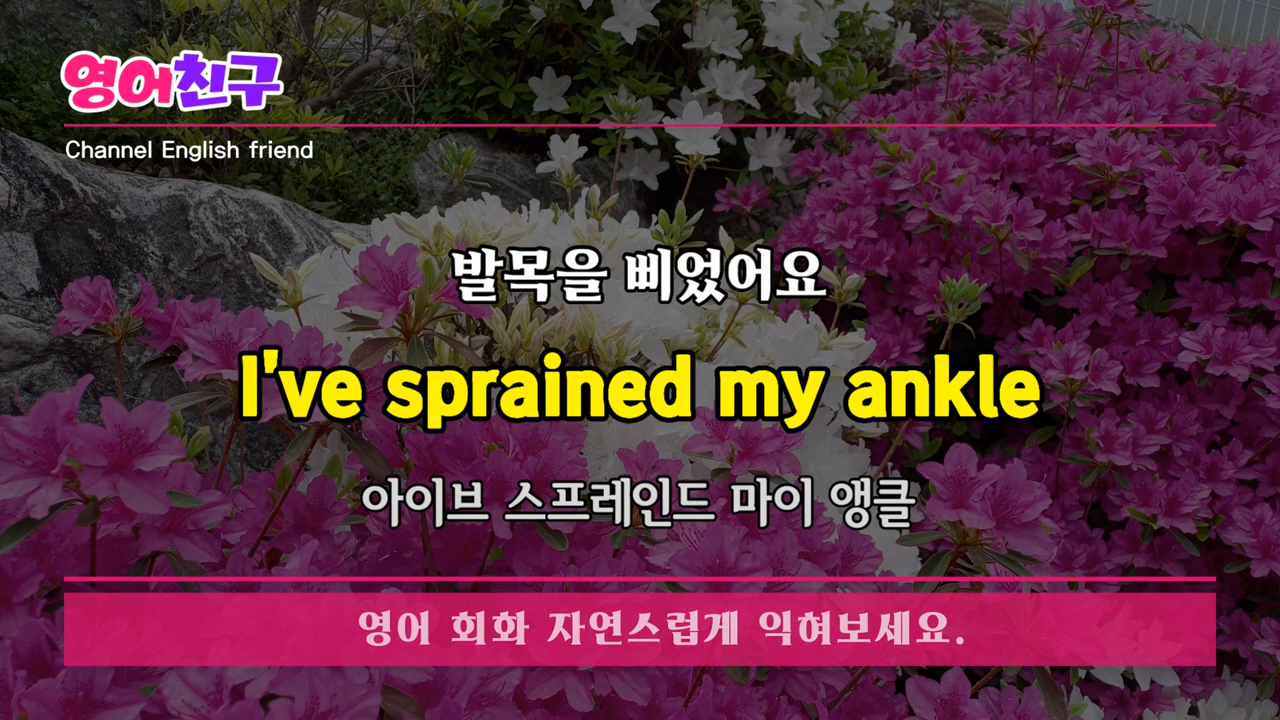 영어친구
Channel English friend
발목을 삐었어요
I've sprained my ankle
아이브 스프레인드 마이 앵클
영어 회화 자연스럽게 익혀보세요.